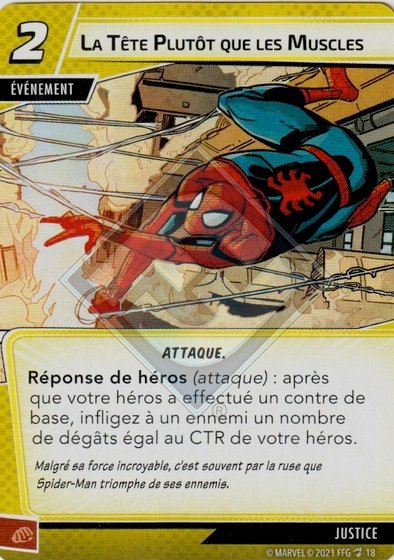 2
La Tête Plutôt que les Muscles
ÉVÉNEMENT
ATTAQUE.
Réponse de héros (attaque) : après
que votre héros a effectué un contre de
base, infligez à un ennemi un nombre
de dégâts égal au CTR de votre héros.
Malgré sa force incroyable, c'est souvent par la ruse que
Spider-Man triomphe de ses ennemis.
JUSTICE
© MARVEL © 2021 FFG 18